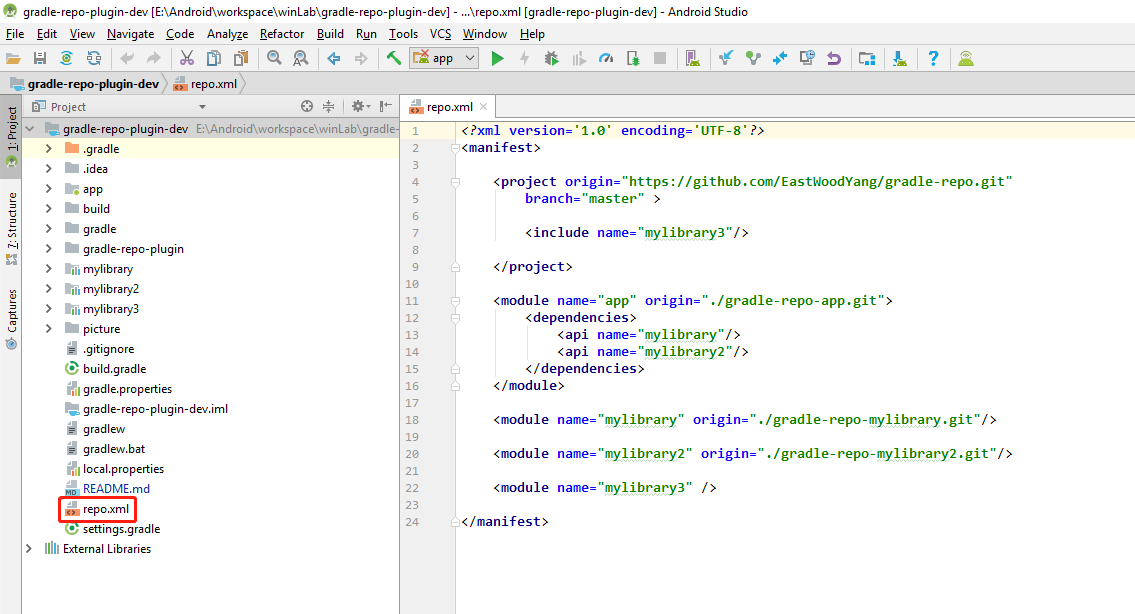 gradle-repo-plugin-dev [E:\Android\workspace\winLab\gradle-repo-plugin-dev] - ...\repo.xml [gradle-repo-plugin-dev] - Android Studio
File Edit View Navigate Code Analyze Refactor Build Run Tools VCS Window Help
app
gradle-repo-plugin-dev repo.xml
1: Project
7: Structure
Captures
Project
gradle-repo-plugin-dev E:\Android\workspace\winLab\gradle-
.gradle
.idea
app
build
gradle
gradle-repo-plugin
mylibrary
mylibrary2
mylibrary3
picture
.gitignore
build.gradle
gradle.properties
gradle-repo-plugin-dev.iml
gradlew
gradlew.bat
local.properties
MD README.md
repo.xml
settings.gradle
External Libraries
repo.xml
1 <?xml version='1.0' encoding='UTF-8'?>
2 <manifest>
3
4 <project origin="https://github.com/EastWoodYang/gradle-repo.git"
5 branch="master" >
6
7 <include name="mylibrary3"/>
8
9 </project>
10
11 <module name="app" origin="./gradle-repo-app.git">
12 <dependencies>
13 <api name="mylibrary"/>
14 <api name="mylibrary2"/>
15 </dependencies>
16 </module>
17
18 <module name="mylibrary" origin="./gradle-repo-mylibrary.git"/>
19
20 <module name="mylibrary2" origin="./gradle-repo-mylibrary2.git"/>
21
22 <module name="mylibrary3" />
23
24 </manifest>